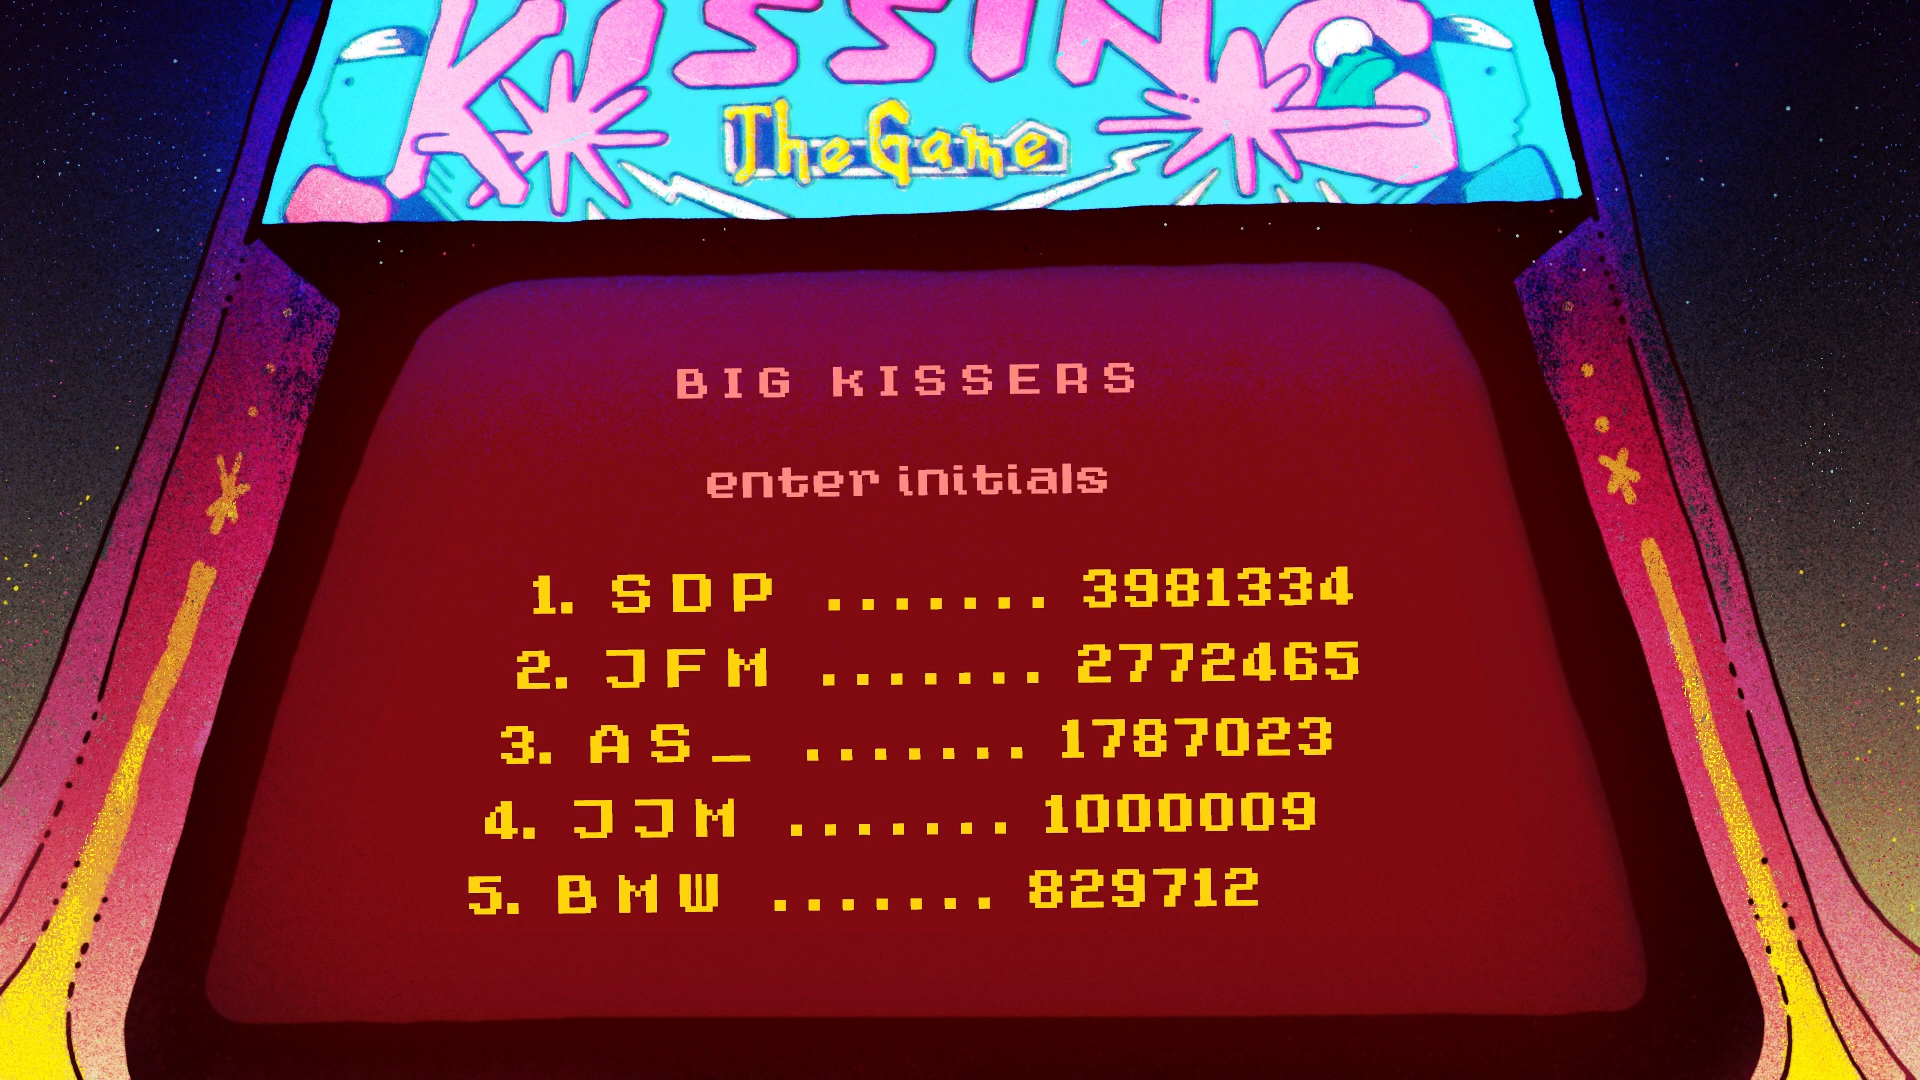 KISSING
The Game
BIG KISSERS
enter initials
1. SDP ....... 3981334
2. JFM ....... 2772465
3. AS_ ....... 1787023
4. JJM ....... 1000009
5. BMW ....... 829712